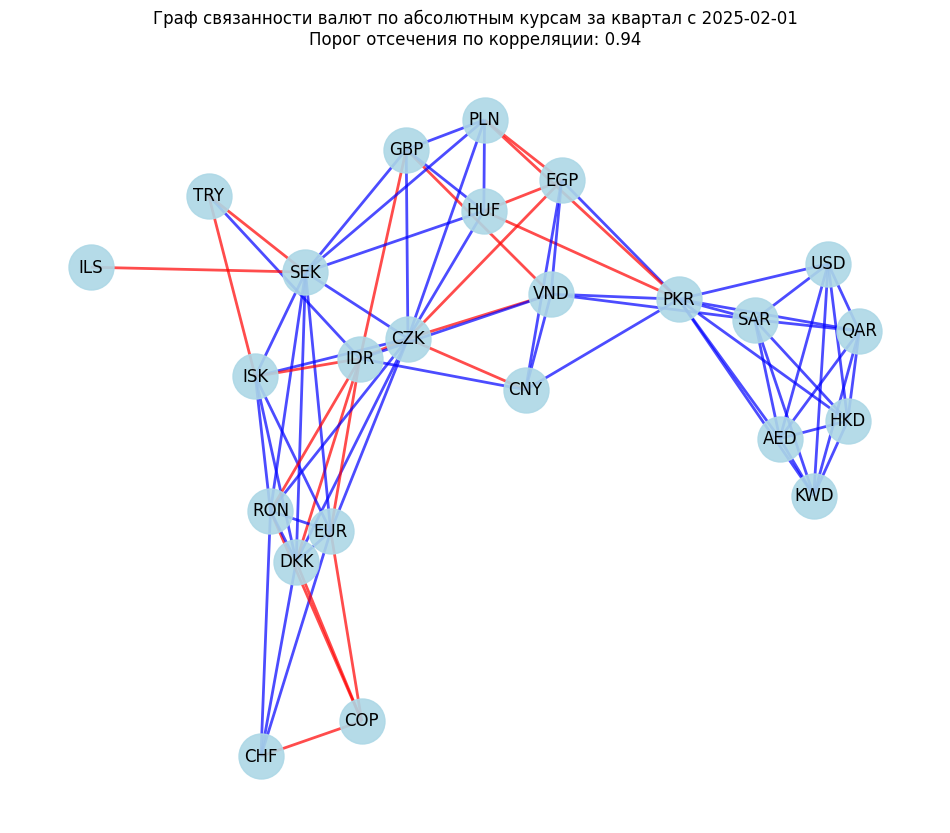 Граф связанности валют по абсолютным курсам за квартал с 2025-02-01
Порог отсечения по корреляции: 0.94
PLN
GBP
EGP
TRY
HUF
USD
ILS
SEK
VND
PKR
SAR
QAR
CZK
IDR
ISK
CNY
HKD
AED
KWD
RON
EUR
DKK
COP
CHF